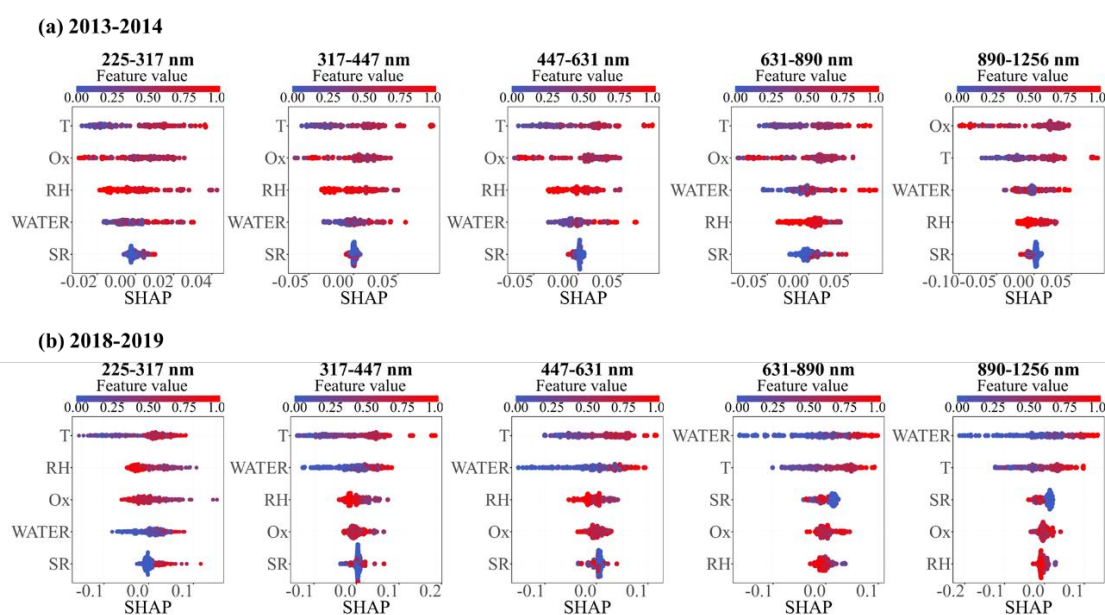 (a) 2013-2014
225-317 nm 317-447 nm 447-631 nm 631-890 nm 890-1256 nm
Feature value Feature value Feature value Feature value Feature value
0.00 0.25 0.50 0.75 1.0 0.00 0.25 0.50 0.75 1.0 0.00 0.25 0.50 0.75 1.0 0.00 0.25 0.50 0.75 1.0 0.00 0.25 0.50 0.75 1.0
T T T T Ox
Ox Ox Ox Ox T
RH RH RH WATER WATER
WATER WATER WATER RH RH
SR SR SR SR SR
-0.02 0.00 0.02 0.04 0.00 0.05 0.00 0.05 -0.05 0.00 0.05 -0.10 -0.05 0.00 0.05
SHAP SHAP SHAP SHAP SHAP
(b) 2018-2019
225-317 nm 317-447 nm 447-631 nm 631-890 nm 890-1256 nm
Feature value Feature value Feature value Feature value Feature value
0.00 0.25 0.50 0.75 1.0 0.00 0.25 0.50 0.75 1.0 0.00 0.25 0.50 0.75 1.0 0.00 0.25 0.50 0.75 1.0 0.00 0.25 0.50 0.75 1.0
T T T WATER WATER
RH WATER WATER T T
Ox RH RH SR SR
WATER Ox Ox Ox Ox
SR SR SR RH RH
-0.1 0.0 0.1 -0.1 0.0 0.1 0.2 -0.1 0.0 0.1 -0.1 0.0 0.1 -0.2 -0.1 0.0 0.1
SHAP SHAP SHAP SHAP SHAP